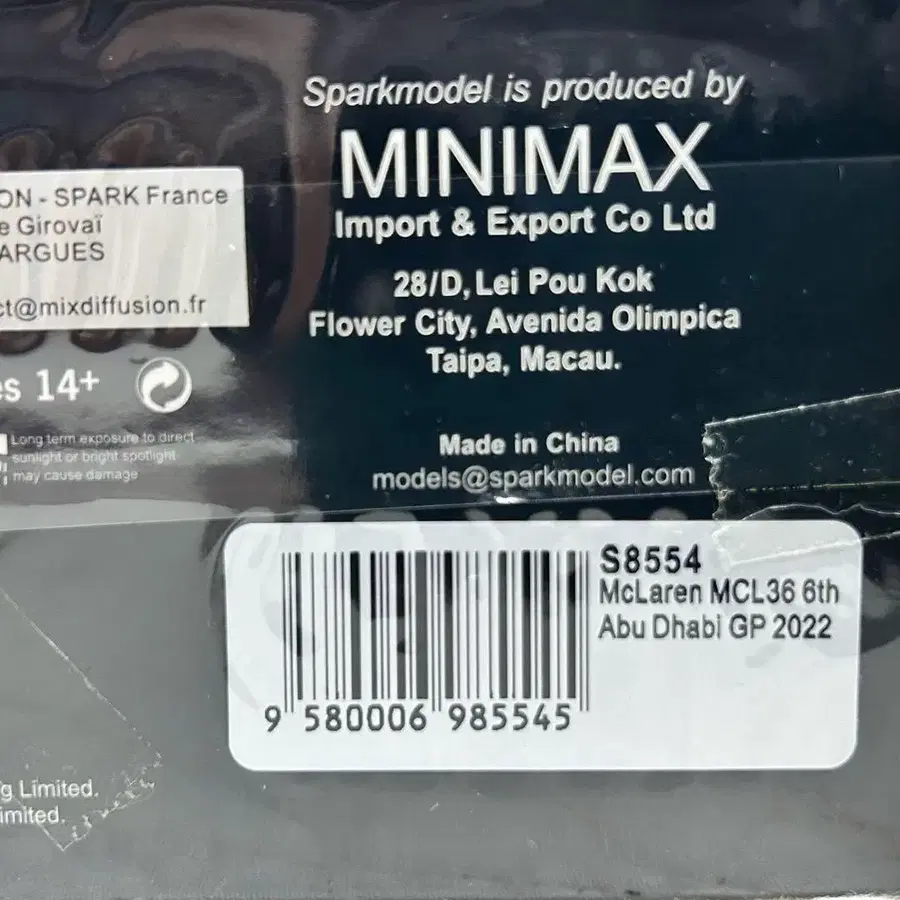 Sparkmodel is produced by
MINIMAX
Import & Export Co Ltd
28/D, Lei Pou Kok
Flower City, Avenida Olimpica
Taipa, Macau.
Made in China
models@sparkmodel.com
ON - SPARK France
e Girovaï
ARGUES
ct@mixdiffusion.fr
es 14+
Long term exposure to direct
sunlight or bright spotlight
may cause damage
S8554
McLaren MCL36 6th
Abu Dhabi GP 2022
9 580006 985545
g Limited.
imited.